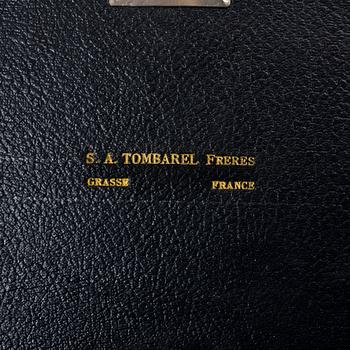 S. A. TOMBAREL FRERES
GRASSE FRANCE